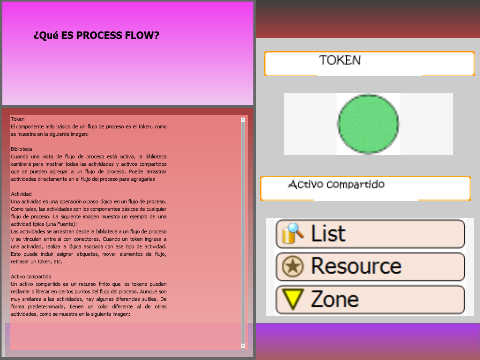 ¿Qué ES PROCESS FLOW?
Token
El componente más básico de un flujo de proceso es el token, como
se muestra en la siguiente imagen:
Biblioteca
Cuando una vista de flujo de proceso está activa, la biblioteca
cambiará para mostrar todas las actividades y activos compartidos
que se pueden agregar a un flujo de proceso. Puede arrastrar
actividades directamente en el flujo del proceso para agregarlas
Actividad
Una actividad es una operación o paso lógico en un flujo de proceso.
Como tales, las actividades son los componentes básicos de cualquier
flujo de proceso. La siguiente imagen muestra un ejemplo de una
actividad típica (una Fuente):
Las actividades se arrastran desde la biblioteca a un flujo de proceso
y se vinculan entre sí con conectores. Cuando un token ingresa a
una actividad, realiza la lógica asociada con ese tipo de actividad.
Esto puede incluir asignar etiquetas, mover elementos de flujo,
retrasar un token, etc.
Activo compartido
Un activo compartido es un recurso finito que los tokens pueden
reclamar o liberar en ciertos puntos del flujo de proceso. Aunque son
muy similares a las actividades, hay algunas diferencias sutiles. De
forma predeterminada, tienen un color diferente al de otras
actividades, como se muestra en la siguiente imagen:
TOKEN
Activo compartido
List
Resource
Zone